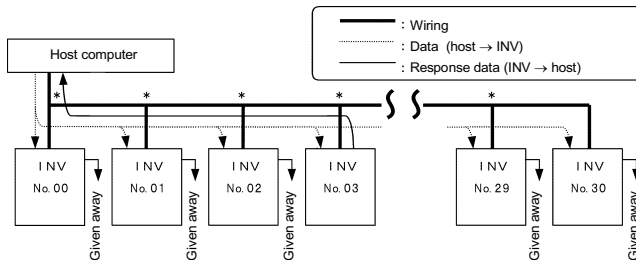 Host computer
: Wiring
: Data (host → INV)
: Response data (INV → host)
* * * * *
INV INV INV INV INV INV
No. 00 No. 01 No. 02 No. 03 No. 29 No. 30
Given away Given away Given away Given away Given away